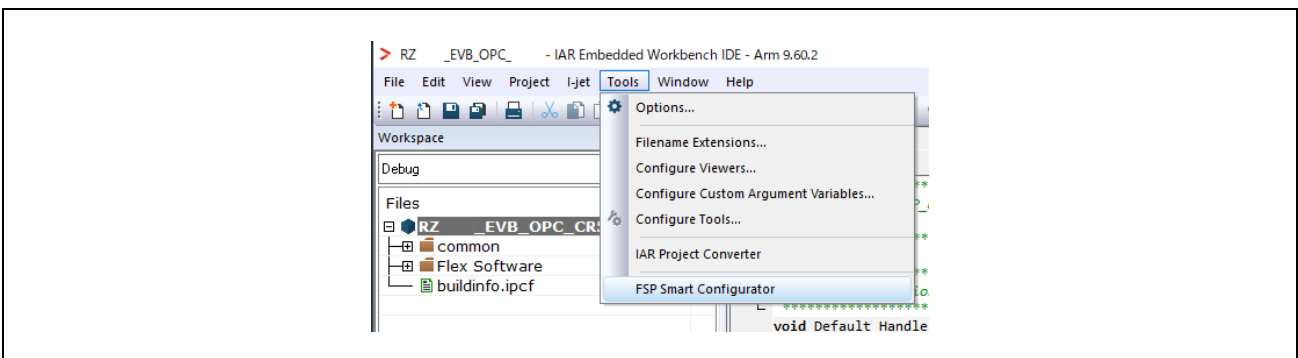 RZ _EVB_OPC_ - IAR Embedded Workbench IDE - Arm 9.60.2
File Edit View Project I-jet Tools Window Help
Options...
Workspace
Filename Extensions...
Debug
Configure Viewers...
Configure Custom Argument Variables...
Files
Configure Tools...
RZ _EVB_OPC_CR5
common
IAR Project Converter
Flex Software
buildinfo.ipcf
FSP Smart Configurator
******************
void Default Handle